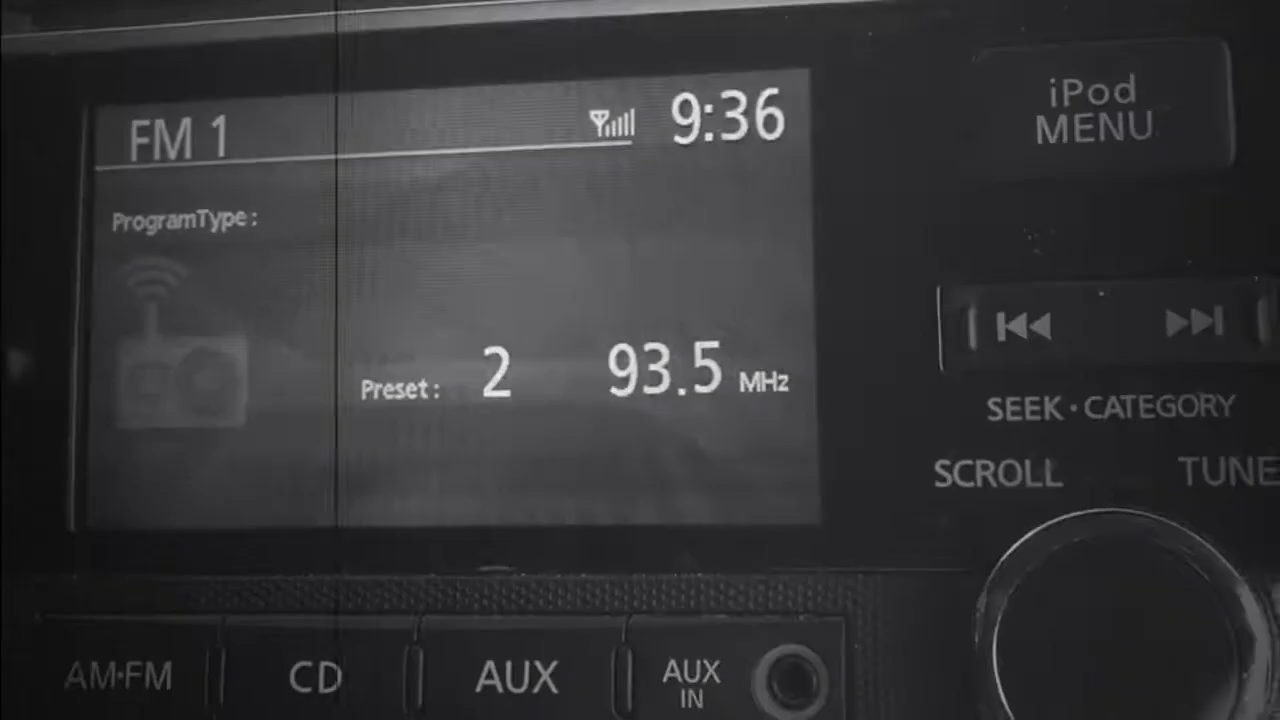 FM 1
9:36
iPod
MENU
ProgramType:
Preset: 2 93.5 MHz
SEEK·CATEGORY
SCROLL
TUNE
AM·FM
CD
AUX
AUX
IN